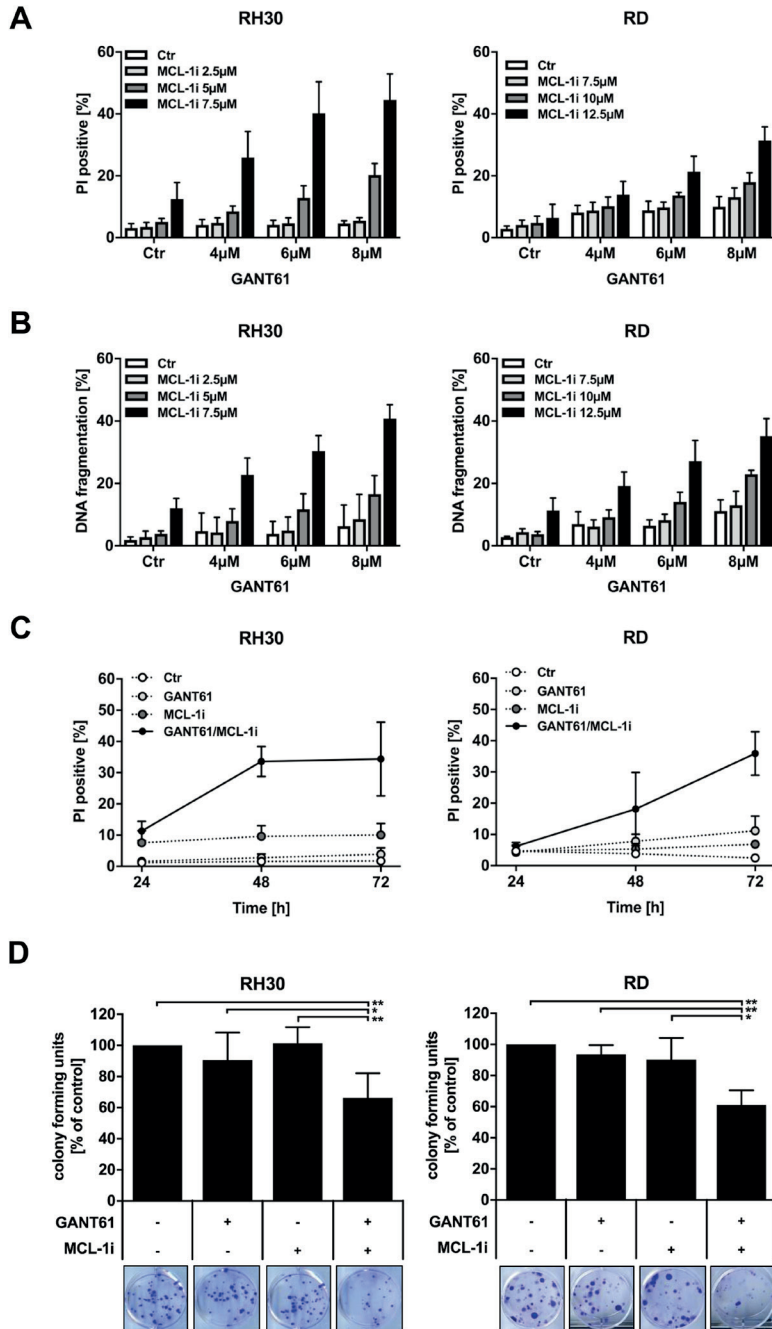 A
RH30
PI positive [%]
60
40
20
0
Ctr
MCL-1i 2.5µM
MCL-1i 5µM
MCL-1i 7.5µM
Ctr 4µM 6µM 8µM
GANT61
RD
PI positive [%]
60
40
20
0
Ctr
MCL-1i 7.5µM
MCL-1i 10µM
MCL-1i 12.5µM
Ctr 4µM 6µM 8µM
GANT61
B
RH30
DNA fragmentation [%]
60
40
20
0
Ctr
MCL-1i 2.5µM
MCL-1i 5µM
MCL-1i 7.5µM
Ctr 4µM 6µM 8µM
GANT61
RD
DNA fragmentation [%]
60
40
20
0
Ctr
MCL-1i 7.5µM
MCL-1i 10µM
MCL-1i 12.5µM
Ctr 4µM 6µM 8µM
GANT61
C
RH30
PI positive [%]
60
50
40
30
20
10
0
Ctr
GANT61
MCL-1i
GANT61/MCL-1i
24 48 72
Time [h]
RD
PI positive [%]
60
50
40
30
20
10
0
Ctr
GANT61
MCL-1i
GANT61/MCL-1i
24 48 72
Time [h]
D
RH30
colony forming units
[% of control]
120
100
80
60
40
20
0
**
*
**
GANT61 - + - +
MCL-1i - - + +
RD
colony forming units
[% of control]
120
100
80
60
40
20
0
**
**
*
GANT61 - + - +
MCL-1i - - + +